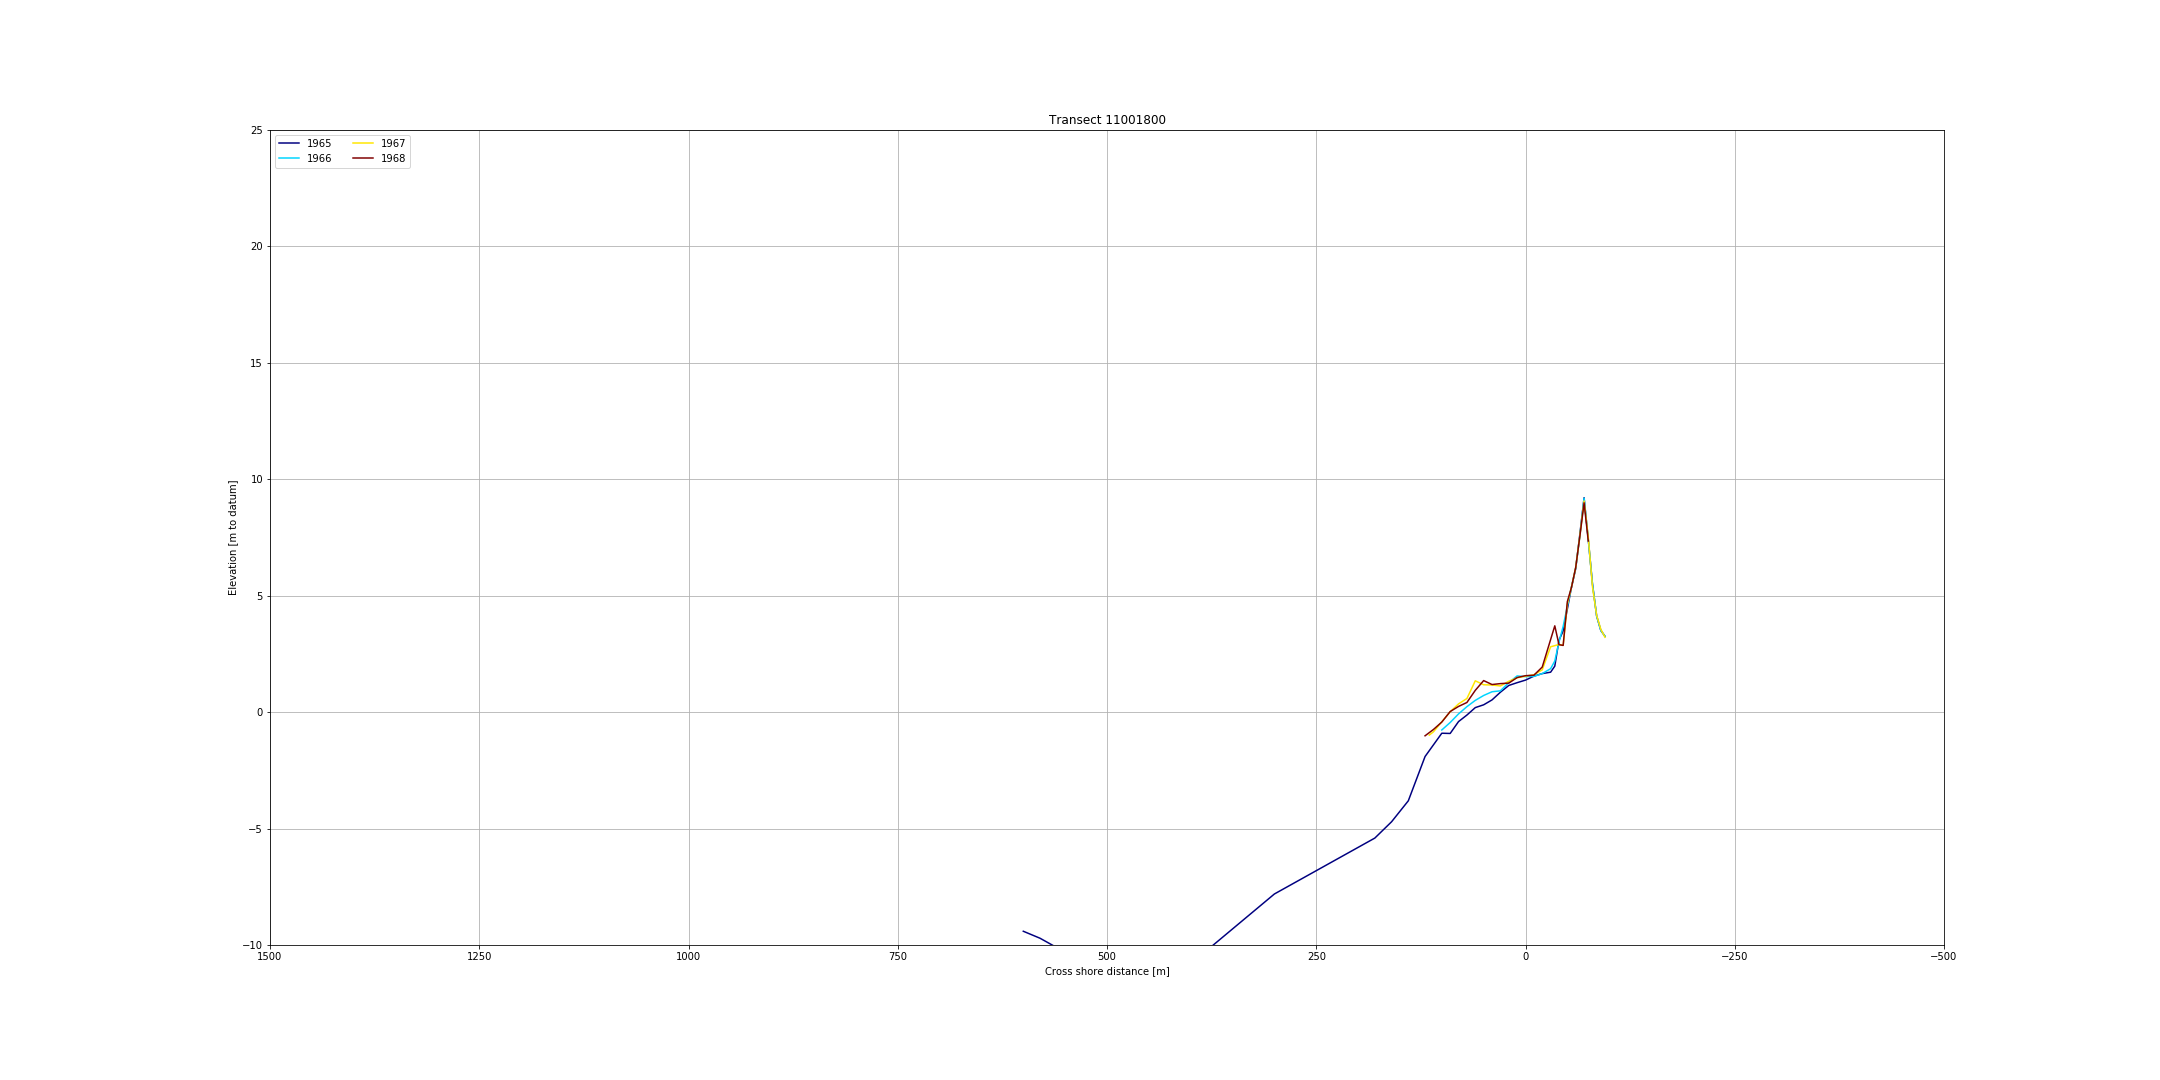 Transect 11001800
1965 1967
1966 1968
25
20
15
10
5
0
−5
−10
Elevation [m to datum]
1500 1250 1000 750 500 250 0 −250 −500
Cross shore distance [m]